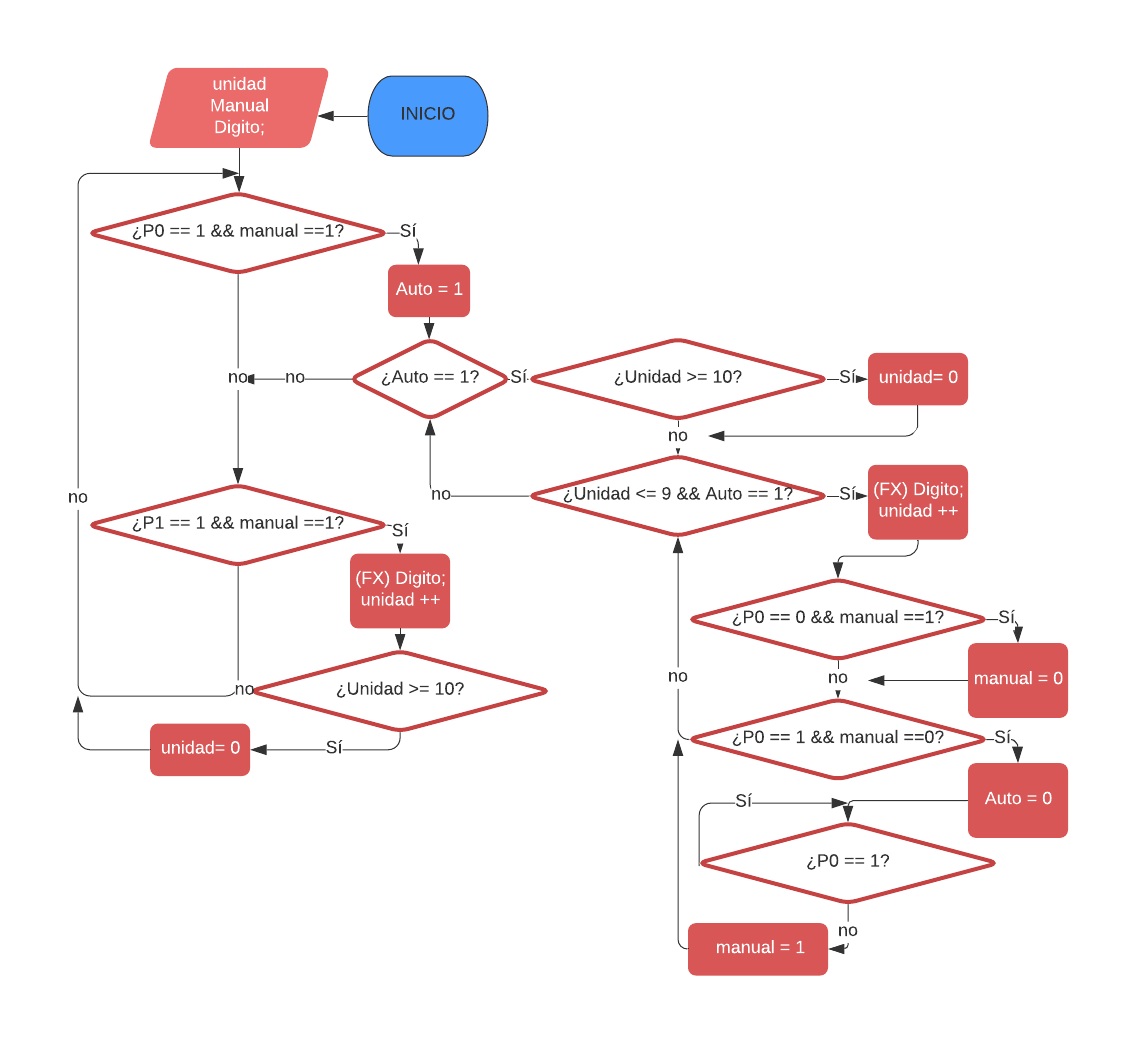 unidad
Manual
Digito;
INICIO
¿P0 == 1 && manual ==1?
Sí
Auto = 1
no
no
¿Auto == 1?
Sí
¿Unidad >= 10?
Sí
unidad= 0
no
no
¿Unidad <= 9 && Auto == 1?
Sí
(FX) Digito;
unidad ++
no
¿P1 == 1 && manual ==1?
Sí
(FX) Digito;
unidad ++
no
¿Unidad >= 10?
Sí
unidad= 0
¿P0 == 0 && manual ==1?
Sí
manual = 0
no
no
¿P0 == 1 && manual ==0?
Sí
Auto = 0
Sí
¿P0 == 1?
no
manual = 1